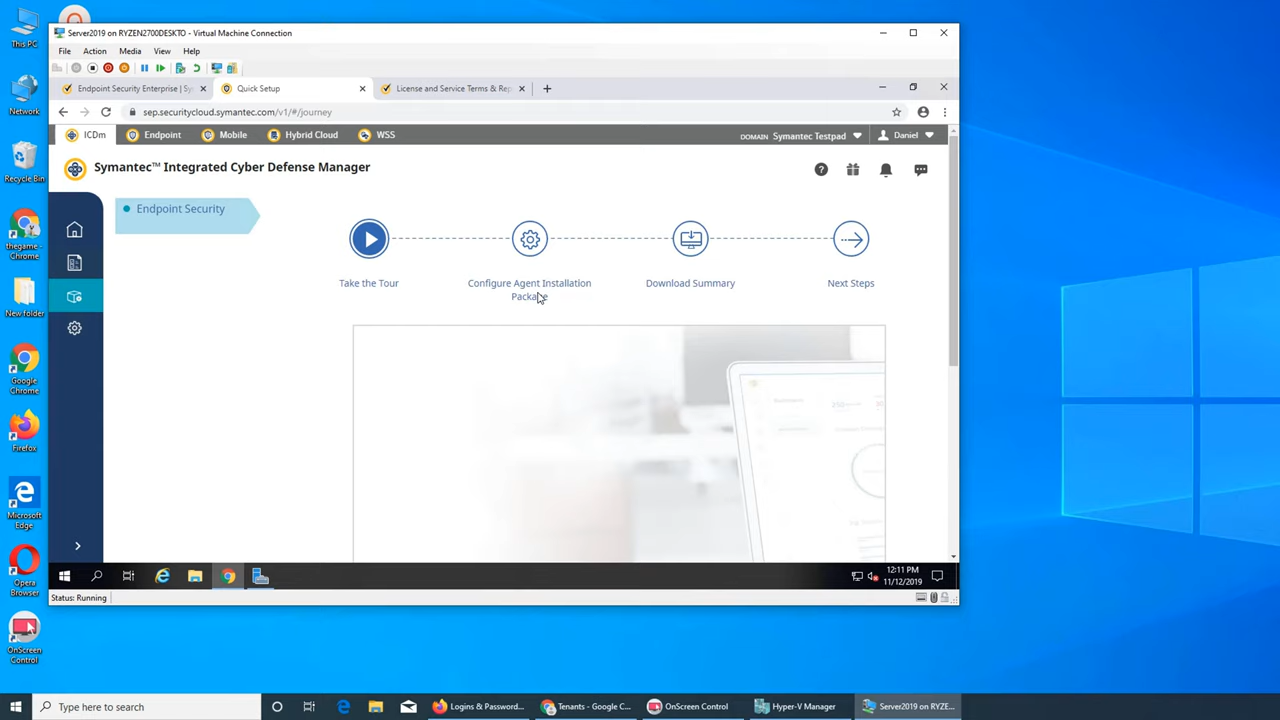 This PC
Network
Recycle Bin
thegame -
Chrome
New folder
Google
Chrome
Firefox
Microsoft
Edge
Opera
Browser
OnScreen
Control
Server2019 on RYZEN2700DESKTO - Virtual Machine Connection
File Action Media View Help
Endpoint Security Enterprise | Sy
Quick Setup
License and Service Terms & Rep
sep.securitycloud.symantec.com/v1/#/journey
ICDm Endpoint Mobile Hybrid Cloud WSS
DOMAIN Symantec Testpad Daniel
Symantec™ Integrated Cyber Defense Manager
Endpoint Security
Take the Tour
Configure Agent Installation
Package
Download Summary
Next Steps
12:11 PM
11/12/2019
Status: Running
Type here to search
Logins & Password...
Tenants - Google C...
OnScreen Control
Hyper-V Manager
Server2019 on RYZE...